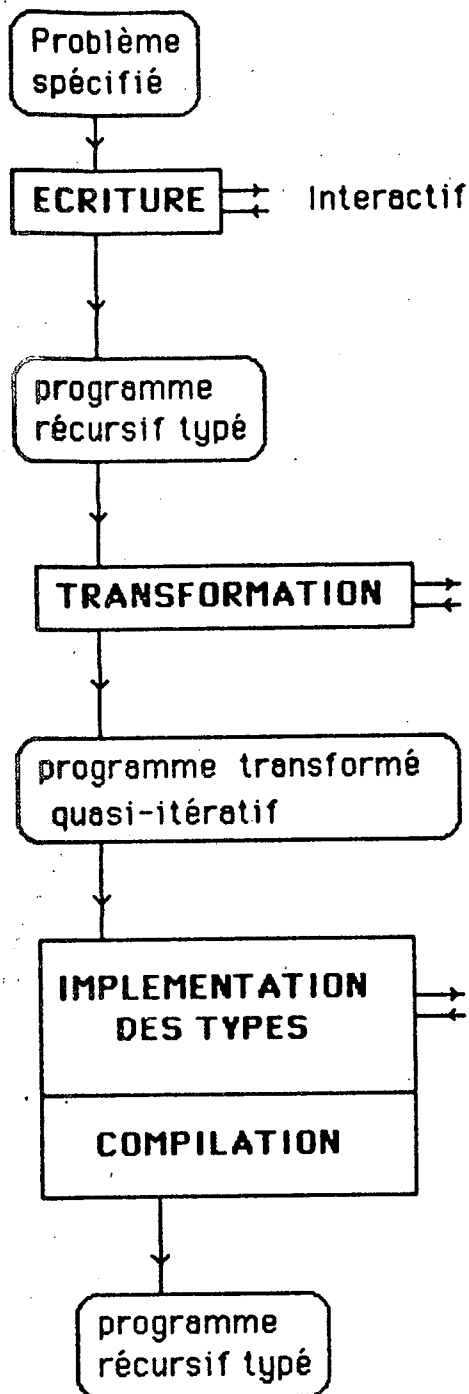 Problème
spécifié
ECRITURE
Interactif
programme
récursif typé
TRANSFORMATION
programme transformé
quasi-itératif
IMPLEMENTATION
DES TYPES
COMPILATION
programme
récursif typé